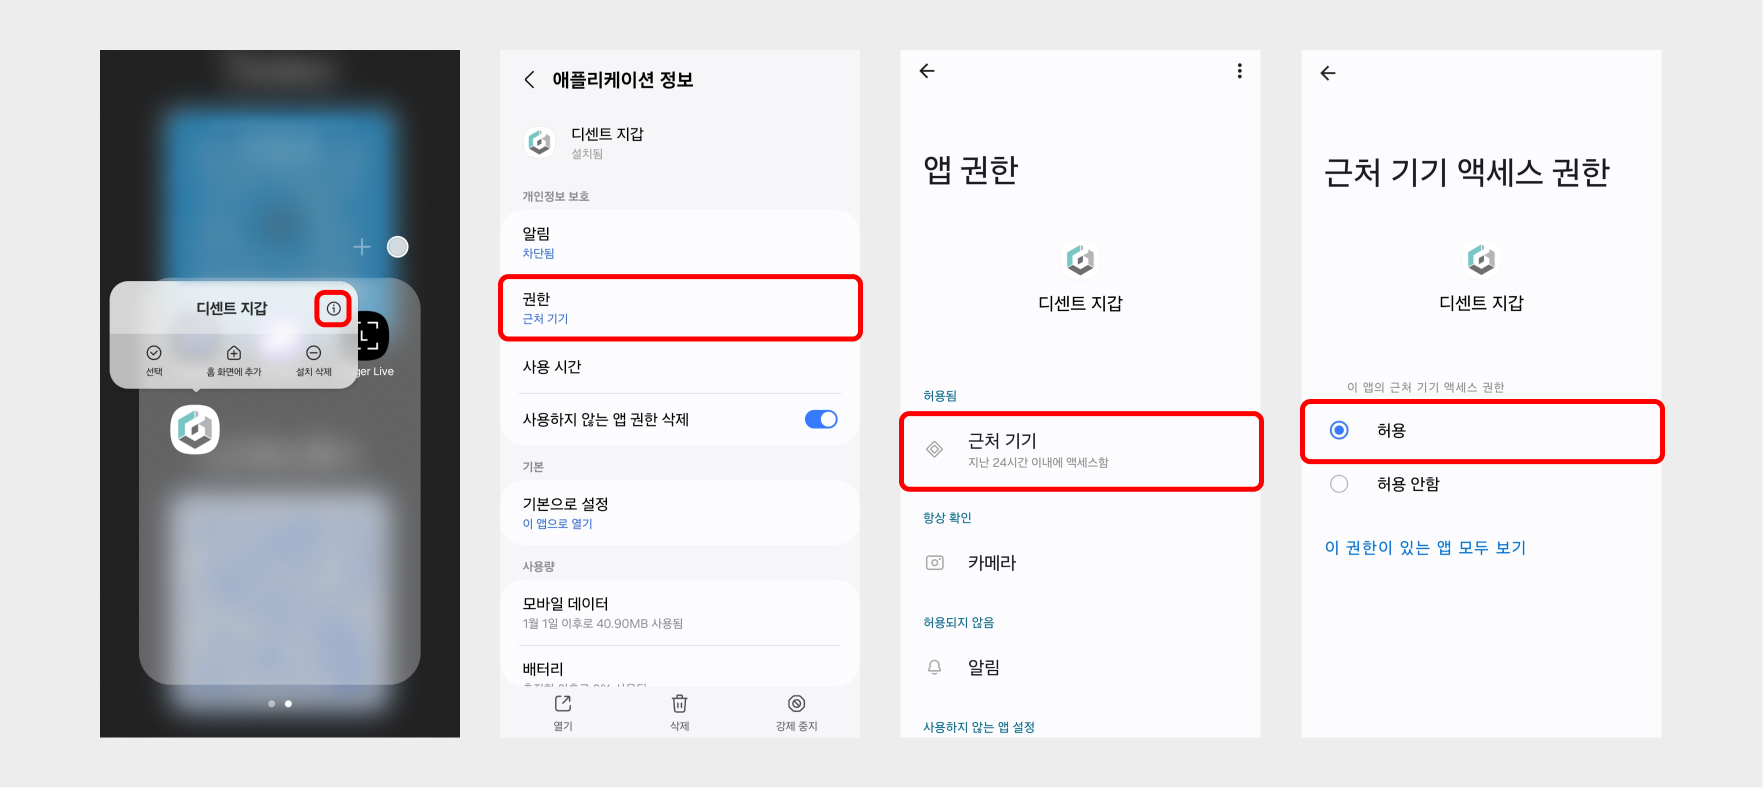 디센트 지갑
선택
홈 화면에 추가
설치 삭제
ger Live
애플리케이션 정보
디센트 지갑
설치됨
개인정보 보호
알림
차단됨
권한
근처 기기
사용 시간
사용하지 않는 앱 권한 삭제
기본
기본으로 설정
이 앱으로 열기
사용량
모바일 데이터
1월 1일 이후로 40.90MB 사용됨
배터리
열기
삭제
강제 중지
앱 권한
디센트 지갑
허용됨
근처 기기
지난 24시간 이내에 액세스함
항상 확인
카메라
허용되지 않음
알림
사용하지 않는 앱 설정
근처 기기 액세스 권한
디센트 지갑
이 앱의 근처 기기 액세스 권한
허용
허용 안함
이 권한이 있는 앱 모두 보기